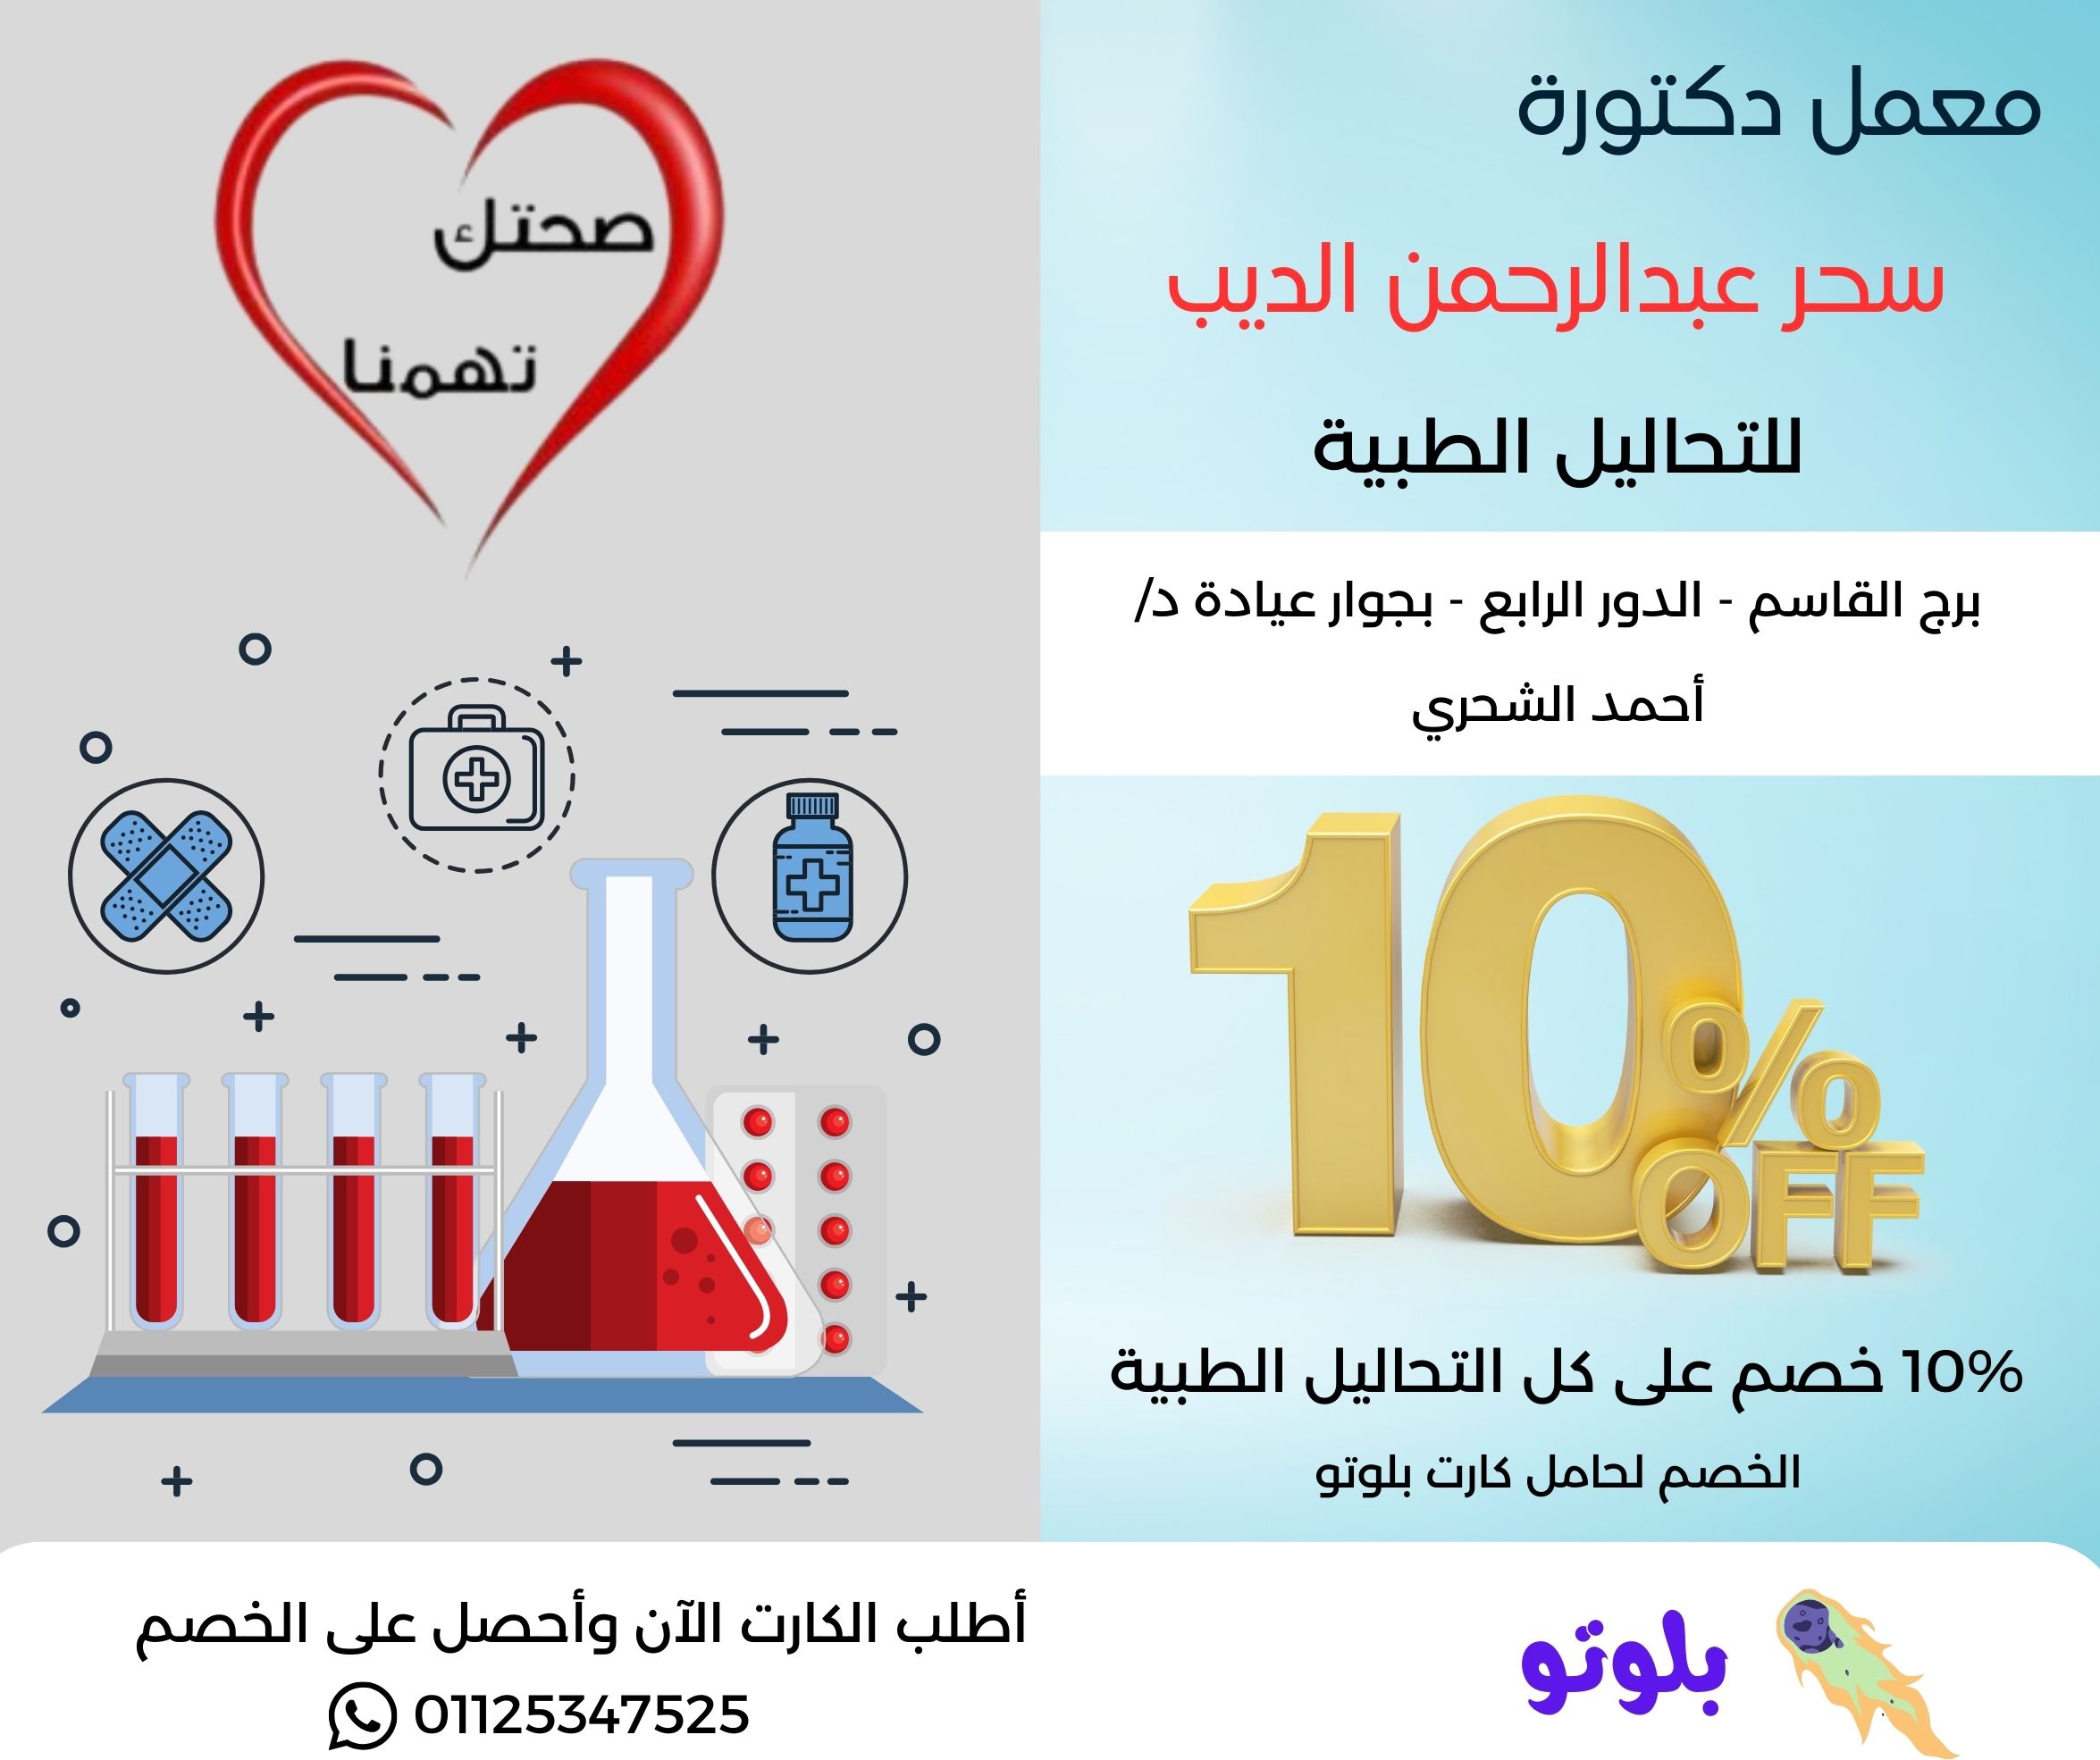 معمل دكتورة
سحر عبدالرحمن الديب
للتحاليل الطبية
برج القاسم - الدور الرابع - بجوار عيادة د/
أحمد الشحري
10% OFF
10% خصم على كل التحاليل الطبية
الخصم لحامل كارت بلوتو
صحتك
تهمنا
بلوتو
أطلب الكارت الآن وأحصل على الخصم
01125347525